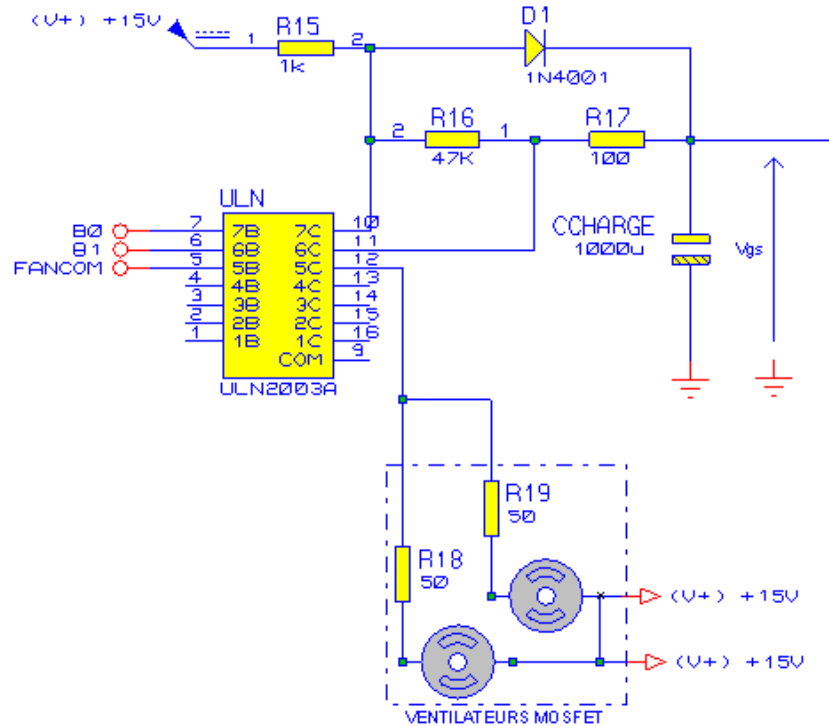 (V+) +15V
1
R15
2
1k
D1
1N4001
2
R16
1
47K
R17
100
ULN
B0
7
7B
7C
10
B1
6
6B
6C
11
FANCOM
5
5B
5C
12
4
4B
4C
13
3
3B
3C
14
2
2B
2C
15
1
1B
1C
16
COM
9
ULN2003A
CCHARGE
1000u
Vgs
R19
50
R18
50
(V+) +15V
(V+) +15V
VENTILATEURS MOSFET